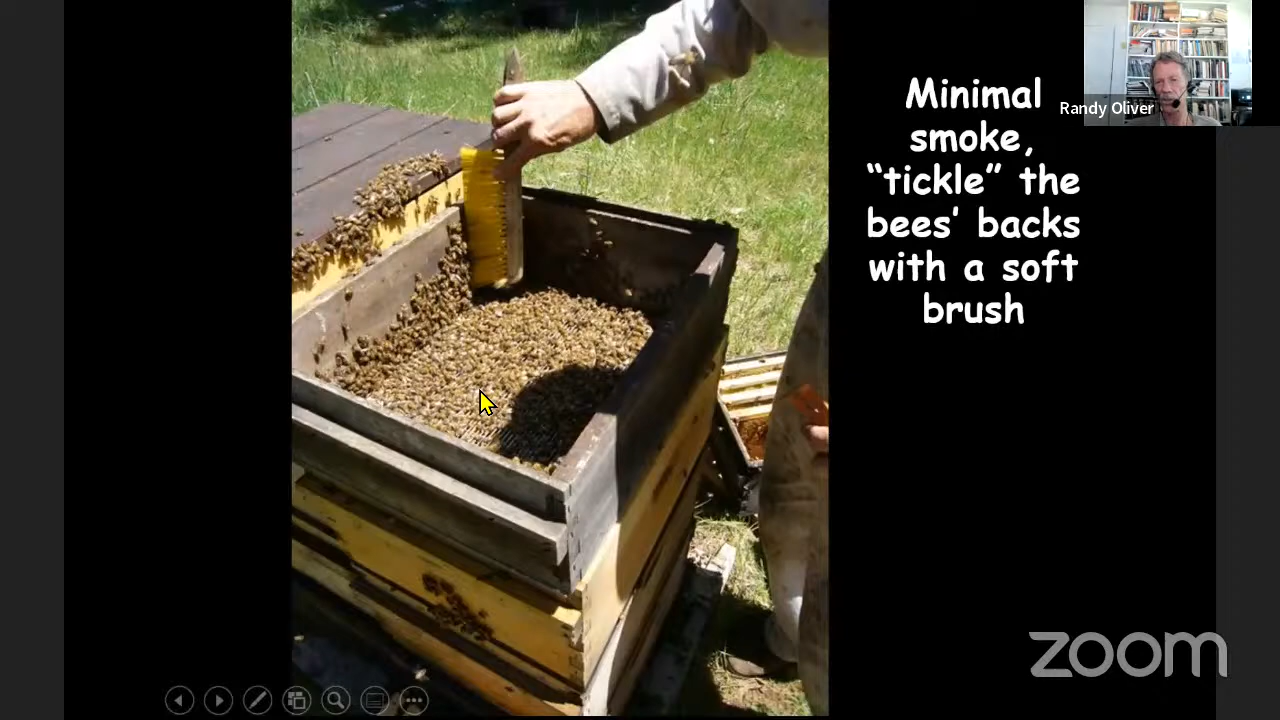 Minimal
smoke,
“tickle” the
bees’ backs
with a soft
brush
Randy Oliver
zoom